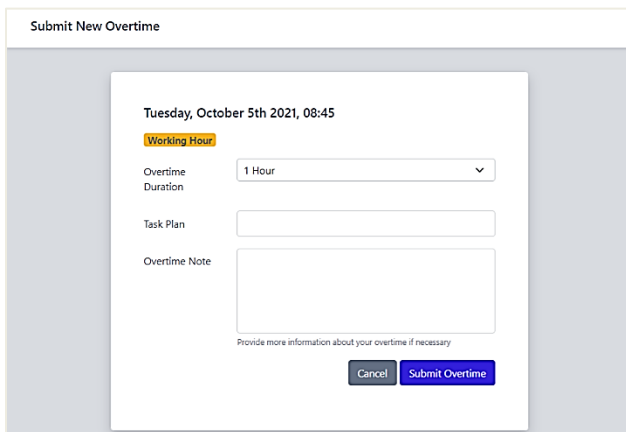 Submit New Overtime
Tuesday, October 5th 2021, 08:45
Working Hour
Overtime
Duration
1 Hour
Task Plan
Overtime Note
Provide more information about your overtime if necessary
Cancel
Submit Overtime